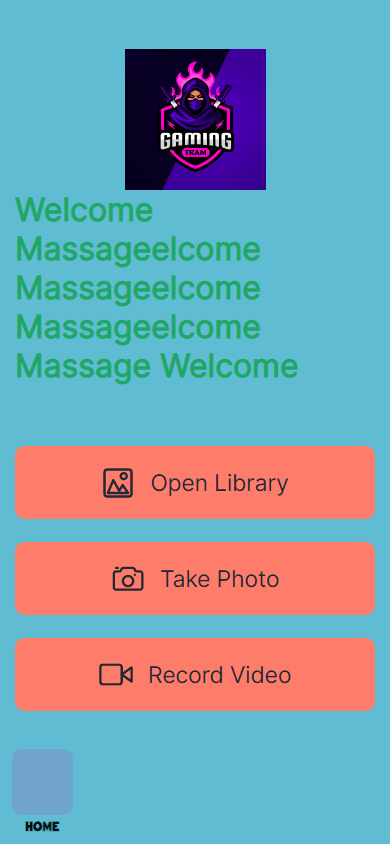 GAMING
TEAM
Welcome
Massageelcome
Massageelcome
Massageelcome
Massage Welcome
Open Library
Take Photo
Record Video
HOME